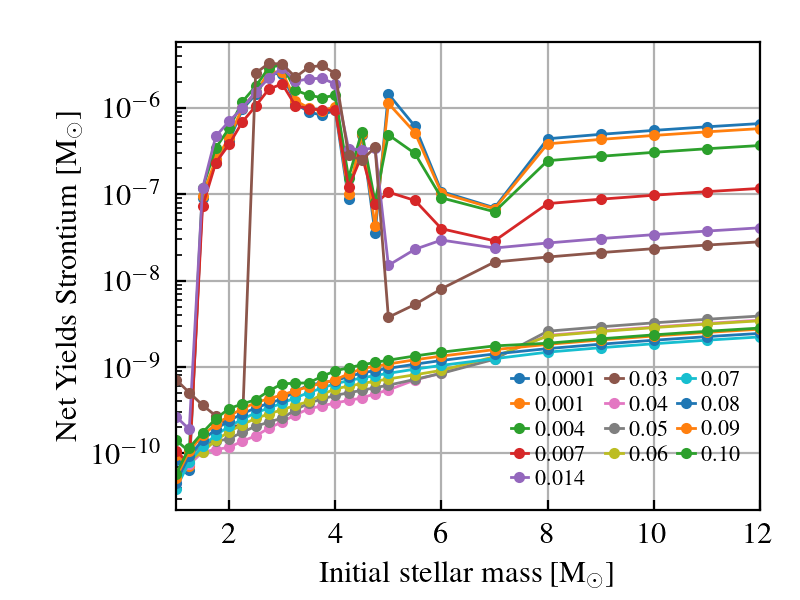 Net Yields Strontium [M☉]
10⁻⁶
10⁻⁷
10⁻⁸
10⁻⁹
10⁻¹⁰
0.0001 0.03 0.07
0.001 0.04 0.08
0.004 0.05 0.09
0.007 0.06 0.10
0.014
2 4 6 8 10 12
Initial stellar mass [M☉]